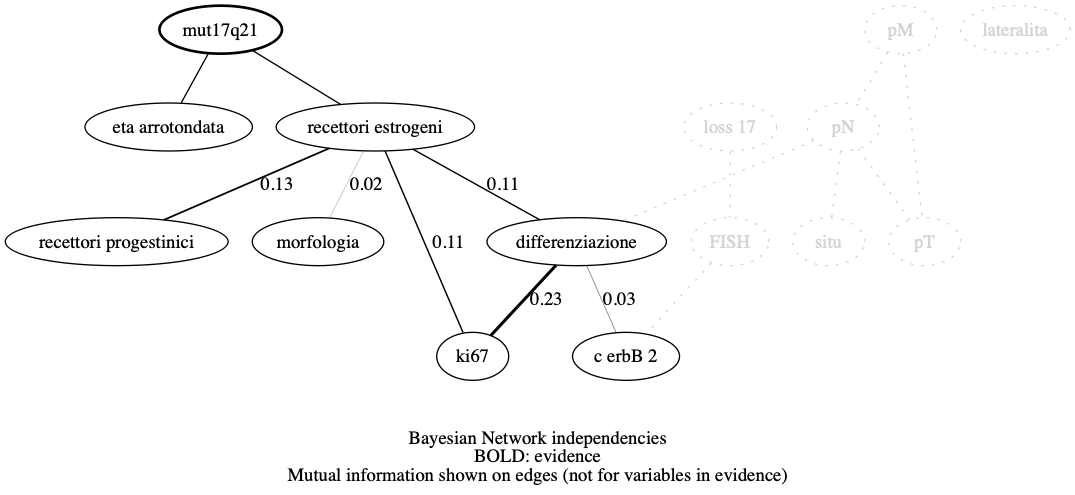 mut17q21
pM
lateralita
eta arrotondata
recettori estrogeni
loss 17
pN
0.13
0.02
0.11
recettori progestinici
morfologia
0.11
differenziazione
FISH
situ
pT
0.23
0.03
ki67
c erbB 2
Bayesian Network independencies
BOLD: evidence
Mutual information shown on edges (not for variables in evidence)